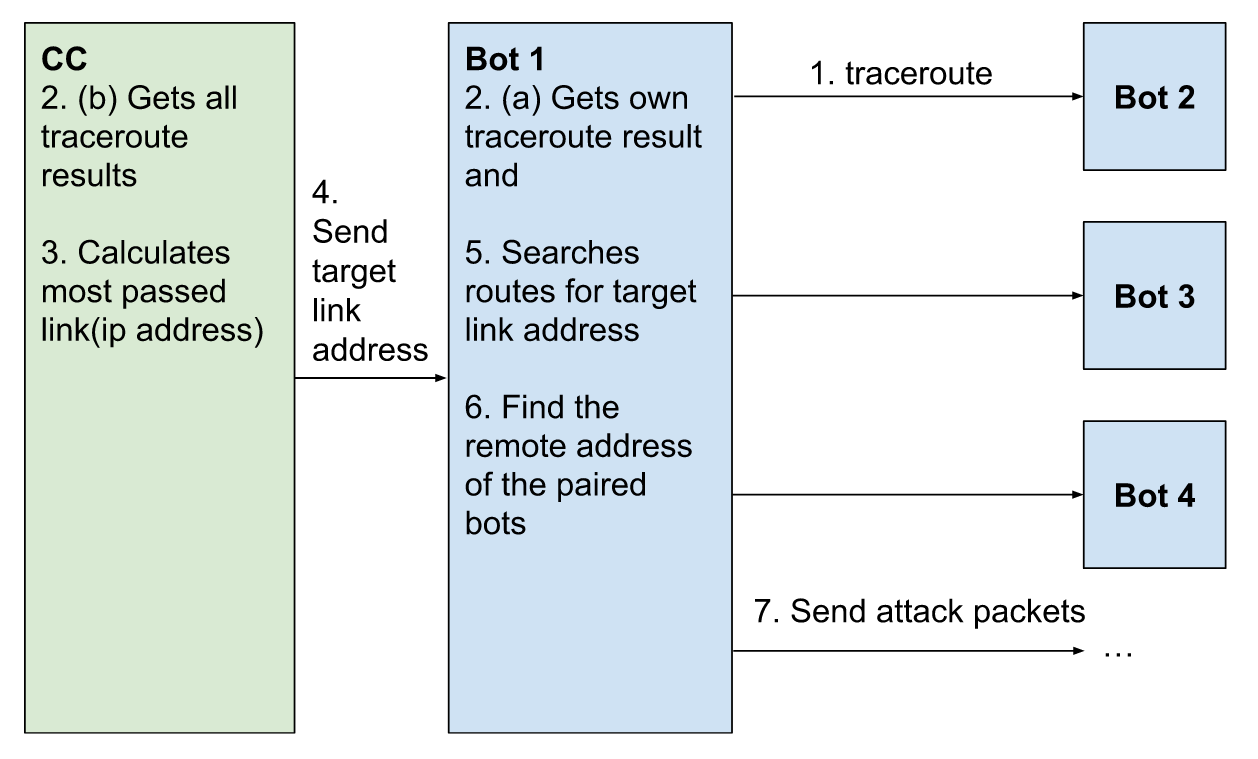 CC
2. (b) Gets all
traceroute
results
3. Calculates
most passed
link(ip address)
4.
Send
target
link
address
Bot 1
2. (a) Gets own
traceroute result
and
5. Searches
routes for target
link address
6. Find the
remote address
of the paired
bots
1. traceroute
Bot 2
Bot 3
Bot 4
7. Send attack packets
...